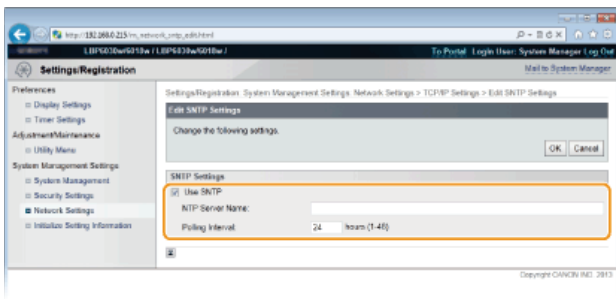 http://192.168.0.215/m_network_sntp_edit.html
LBP6030w/6018w / LBP6030w/6018w /
To Portal Login User: System Manager Log Out
Settings/Registration
Mail to System Manager
Preferences
Display Settings
Timer Settings
Adjustment/Maintenance
Utility Menu
System Management Settings
System Management
Security Settings
Network Settings
Initialize Setting Information
Settings/Registration: System Management Settings: Network Settings > TCP/IP Settings > Edit SNTP Settings
Edit SNTP Settings
Change the following settings.
OK Cancel
SNTP Settings
Use SNTP
NTP Server Name:
Polling Interval: 24 hours (1-48)
Copyright CANON INC. 2013